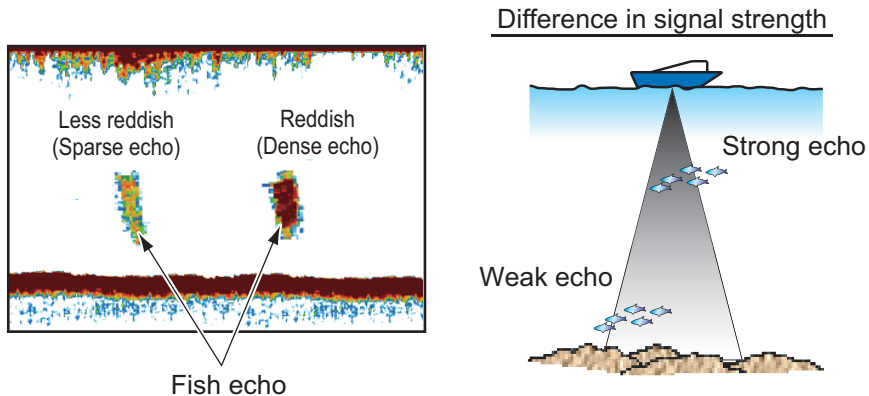 Difference in signal strength
Less reddish
(Sparse echo)
Reddish
(Dense echo)
Fish echo
Strong echo
Weak echo